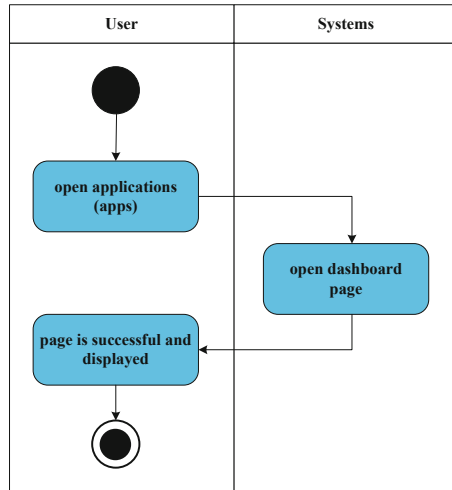 User
Systems
open applications
(apps)
open dashboard
page
page is successful and
displayed